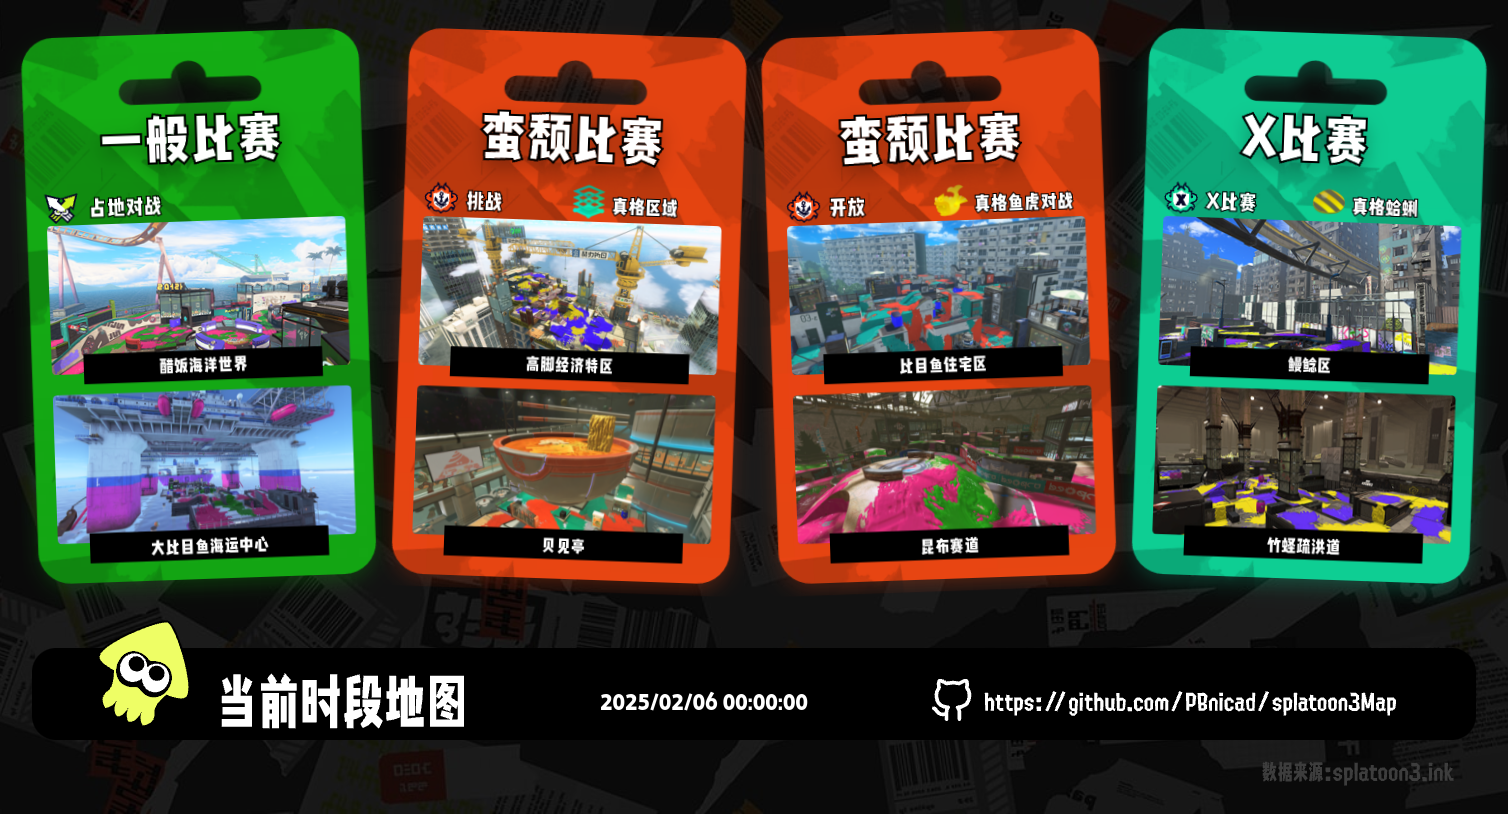 一般比赛
占地对战
醋饭海洋世界
大比目鱼海运中心
蛮颓比赛
挑战
真格区域
高脚经济特区
贝见亭
蛮颓比赛
开放
真格鱼虎对战
比目鱼住宅区
昆布赛道
X比赛
X比赛
真格蛤蜊
鳗鲶区
竹蛏疏洪道
当前时段地图
2025/02/06 00:00:00
https://github.com/PBnicad/splatoon3Map
数据来源:splatoon3.ink